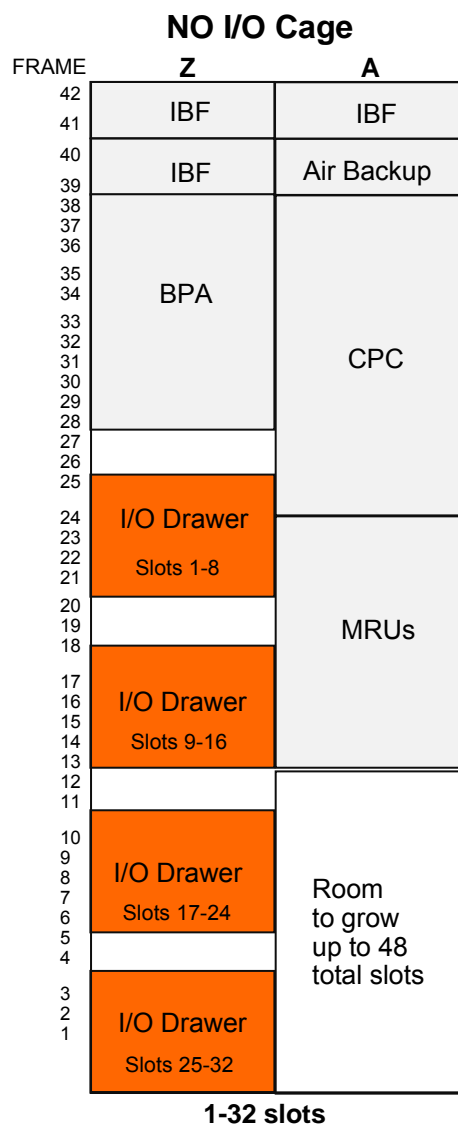 NO I/O Cage
FRAME Z A
42
41
IBF IBF
40
39
IBF Air Backup
38
37
36
35
34
33
32
31
30
29
28
BPA
CPC
27
26
25
24
23
22
21
I/O Drawer
Slots 1-8
20
19
18
MRUs
17
16
15
14
13
I/O Drawer
Slots 9-16
12
11
10
9
8
7
6
I/O Drawer
Slots 17-24
5
4
Room
to grow
up to 48
total slots
3
2
1
I/O Drawer
Slots 25-32
1-32 slots